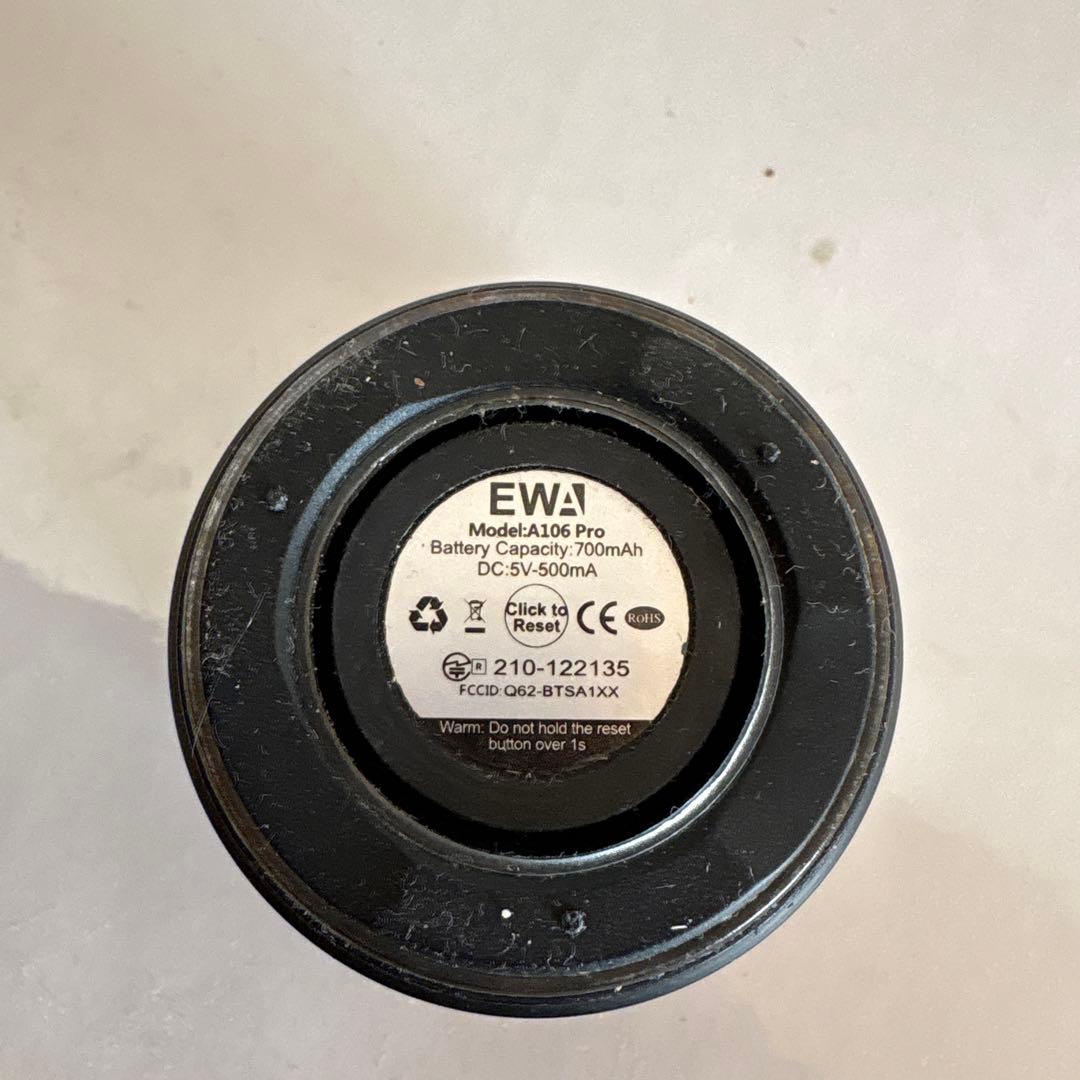 EWA
Model:A106 Pro
Battery Capacity:700mAh
DC:5V-500mA
Click to
Reset
CE
RoHS
R 210-122135
FCCID:Q62-BTSA1XX
Warm: Do not hold the reset
button over 1s